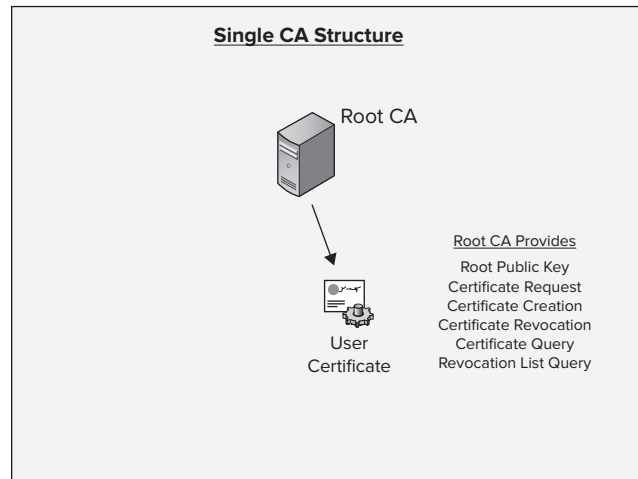 Single CA Structure
Root CA
User
Certificate
Root CA Provides
Root Public Key
Certificate Request
Certificate Creation
Certificate Revocation
Certificate Query
Revocation List Query